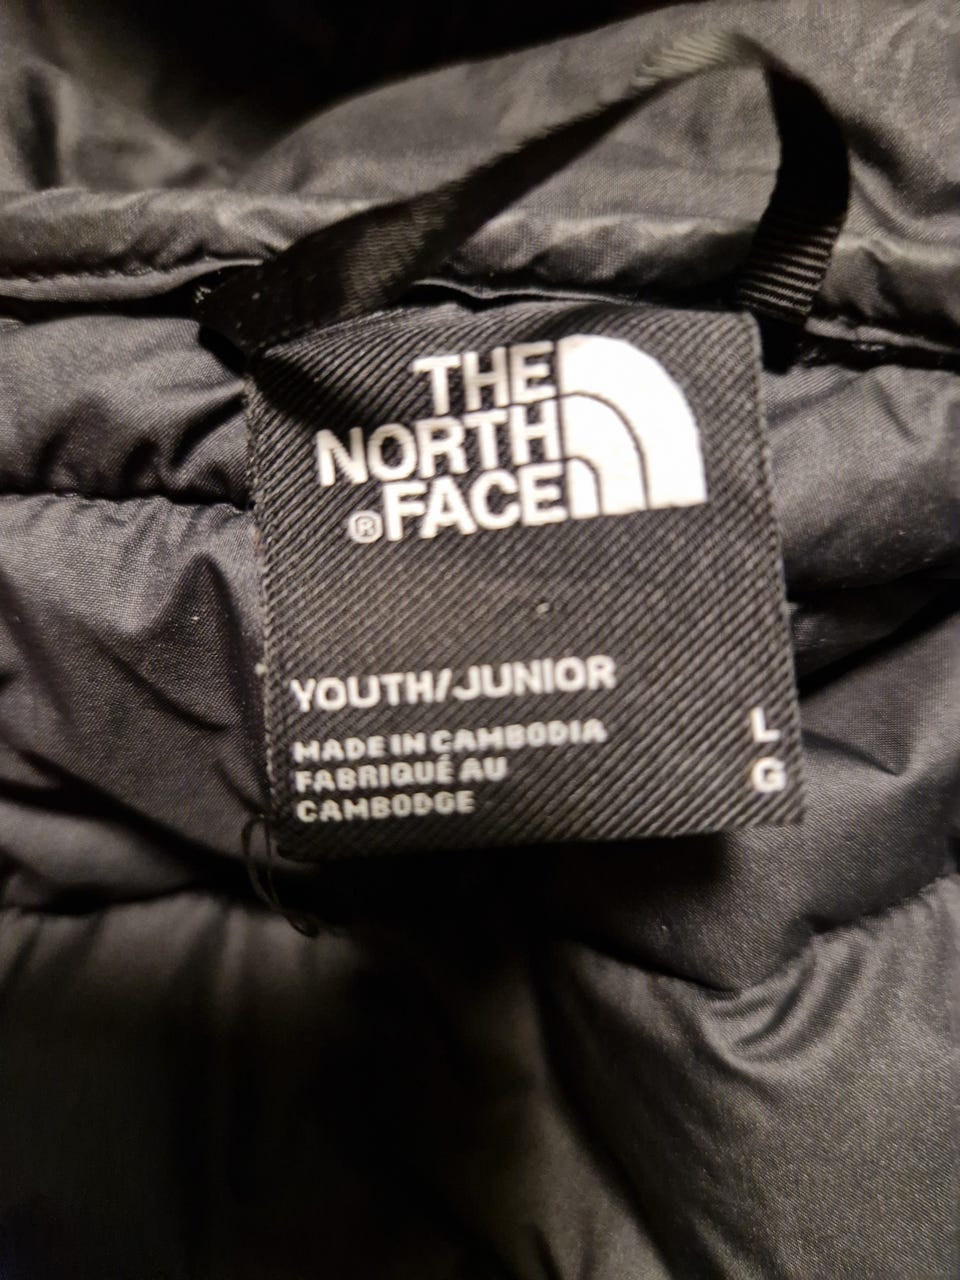 THE
NORTH
® FACE
YOUTH/JUNIOR
MADE IN CAMBODIA
FABRIQUÉ AU
CAMBODGE
L
G